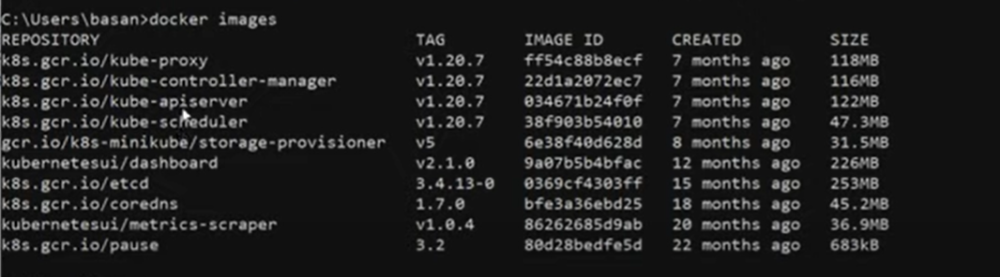 C:\Users\basan>docker images
REPOSITORY TAG IMAGE ID CREATED SIZE
k8s.gcr.io/kube-proxy v1.20.7 ff54c88b8ecf 7 months ago 118MB
k8s.gcr.io/kube-controller-manager v1.20.7 22d1a2072ec7 7 months ago 116MB
k8s.gcr.io/kube-apiserver v1.20.7 034671b24f0f 7 months ago 122MB
k8s.gcr.io/kube-scheduler v1.20.7 38f903b54010 7 months ago 47.3MB
gcr.io/k8s-minikube/storage-provisioner v5 6e38f40d628d 8 months ago 31.5MB
kubernetesui/dashboard v2.1.0 9a07b5b4bfac 12 months ago 226MB
k8s.gcr.io/etcd 3.4.13-0 0369cf4303ff 15 months ago 253MB
k8s.gcr.io/coredns 1.7.0 bfe3a36ebd25 18 months ago 45.2MB
kubernetesui/metrics-scraper v1.0.4 86262685d9ab 20 months ago 36.9MB
k8s.gcr.io/pause 3.2 80d28bedfe5d 22 months ago 683kB